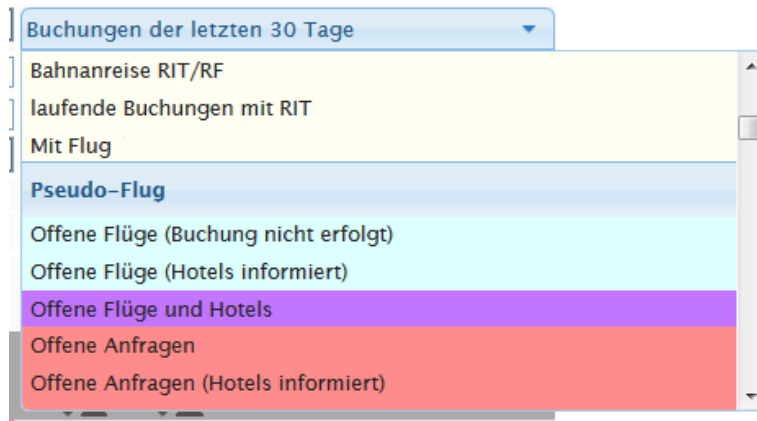 Buchungen der letzten 30 Tage
Bahnanreise RIT/RF
laufende Buchungen mit RIT
Mit Flug
Pseudo-Flug
Offene Flüge (Buchung nicht erfolgt)
Offene Flüge (Hotels informiert)
Offene Flüge und Hotels
Offene Anfragen
Offene Anfragen (Hotels informiert)